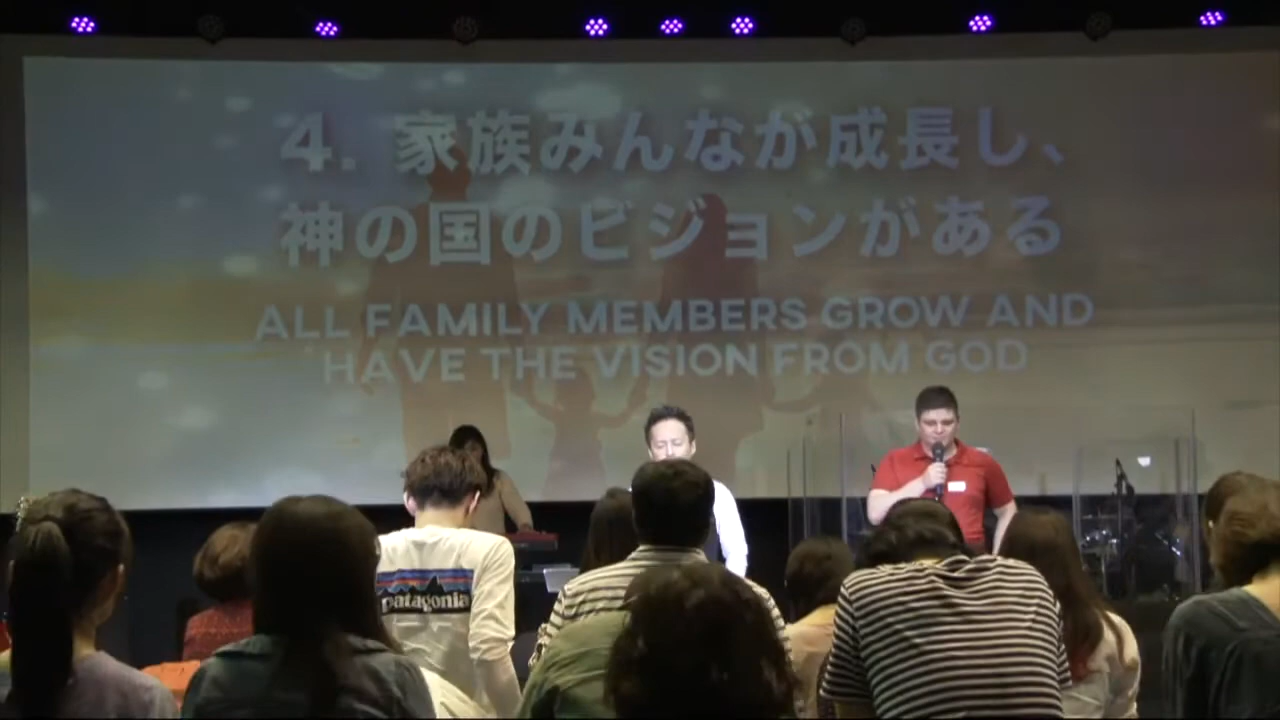 4. 家族みんなが成長し、
神の国のビジョンがある
ALL FAMILY MEMBERS GROW AND
HAVE THE VISION FROM GOD
patagonia